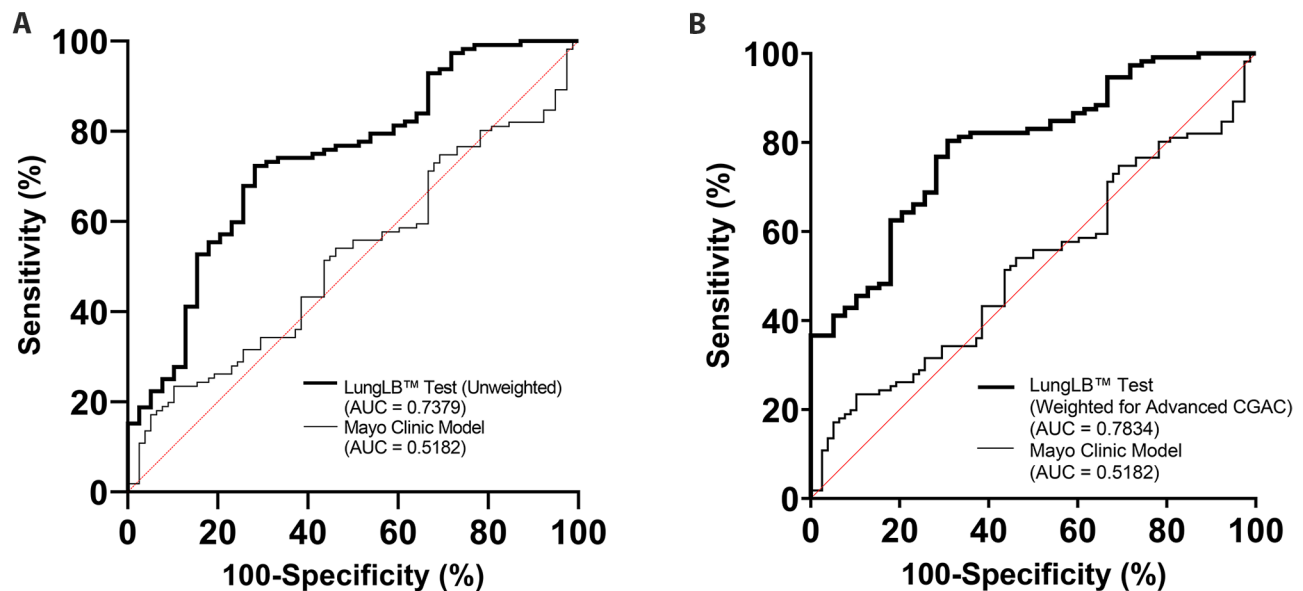 A
100
80
60
40
20
0
Sensitivity (%)
LungLB™ Test (Unweighted)
(AUC = 0.7379)
Mayo Clinic Model
(AUC = 0.5182)
0 20 40 60 80 100
100-Specificity (%)
B
100
80
60
40
20
0
Sensitivity (%)
LungLB™ Test
(Weighted for Advanced CGAC)
(AUC = 0.7834)
Mayo Clinic Model
(AUC = 0.5182)
0 20 40 60 80 100
100-Specificity (%)